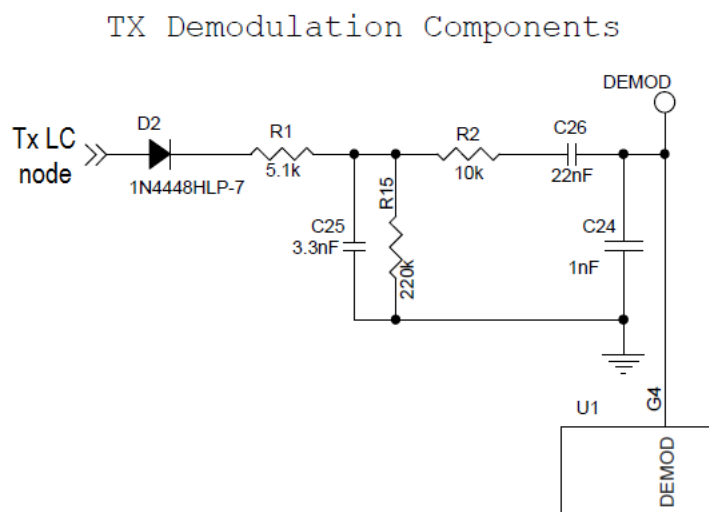 TX Demodulation Components
DEMOD
D2
Tx LC
node
1N4448HLP-7
R1
5.1k
R2
10k
C26
22nF
C25
3.3nF
R15
220k
C24
1nF
U1
G4
DEMOD